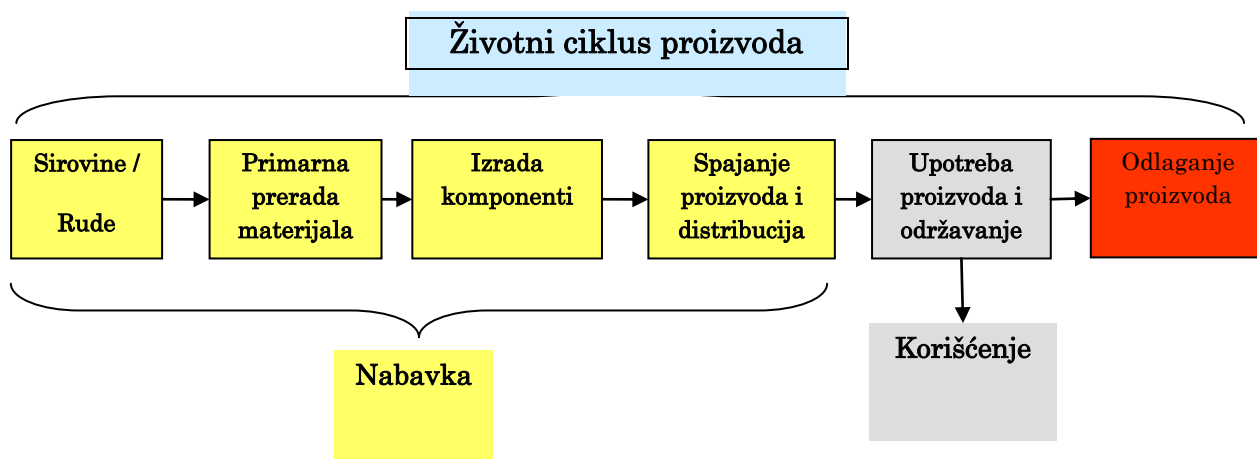 Životni ciklus proizvoda
Sirovine /
Rude
Primarna
prerada
materijala
Izrada
komponenti
Spajanje
proizvoda i
distribucija
Upotreba
proizvoda i
održavanje
Odlaganje
proizvoda
Nabavka
Korišćenje